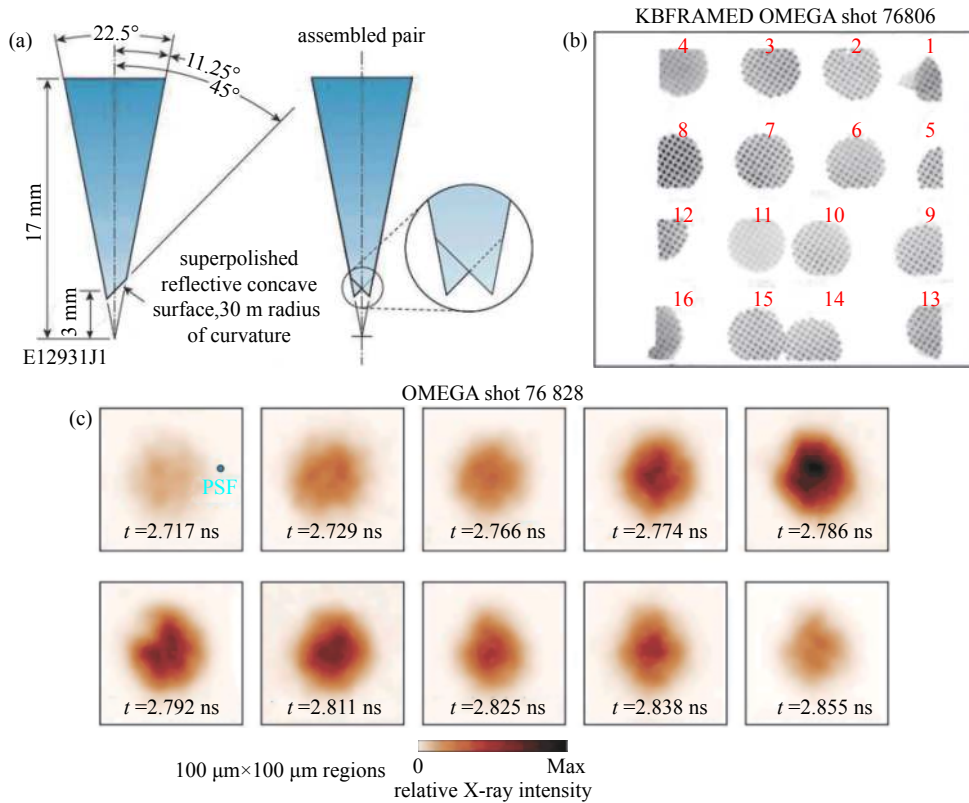 (a)
22.5°
11.25°
45°
17 mm
3 mm
superpolished
reflective concave
surface,30 m radius
of curvature
E12931J1
assembled pair
KBFRAMED OMEGA shot 76806
(b)
4 3 2 1
8 7 6 5
12 11 10 9
16 15 14 13
OMEGA shot 76 828
(c)
PSF
t =2.717 ns
t =2.729 ns
t =2.766 ns
t =2.774 ns
t =2.786 ns
t =2.792 ns
t =2.811 ns
t =2.825 ns
t =2.838 ns
t =2.855 ns
100 μm×100 μm regions
0 Max
relative X-ray intensity